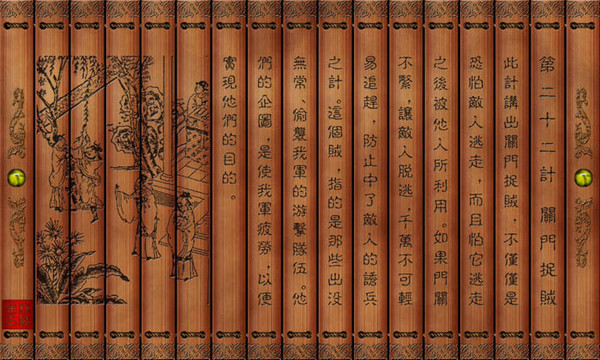 第二十二計 關門捉賊
此計講出關門捉賊，不僅僅是
恐怕敵人逃走，而且怕它逃走
之後被他人所利用。如果門關
不緊，讓敵人脫逃，千萬不可輕
易追趕，防止中了敵人的誘兵
之計。這個賊，指的是那些出没
無常、偷襲我軍的游擊隊伍。他
們的企圖，是使我軍疲勞，以便
實現他們的目的。